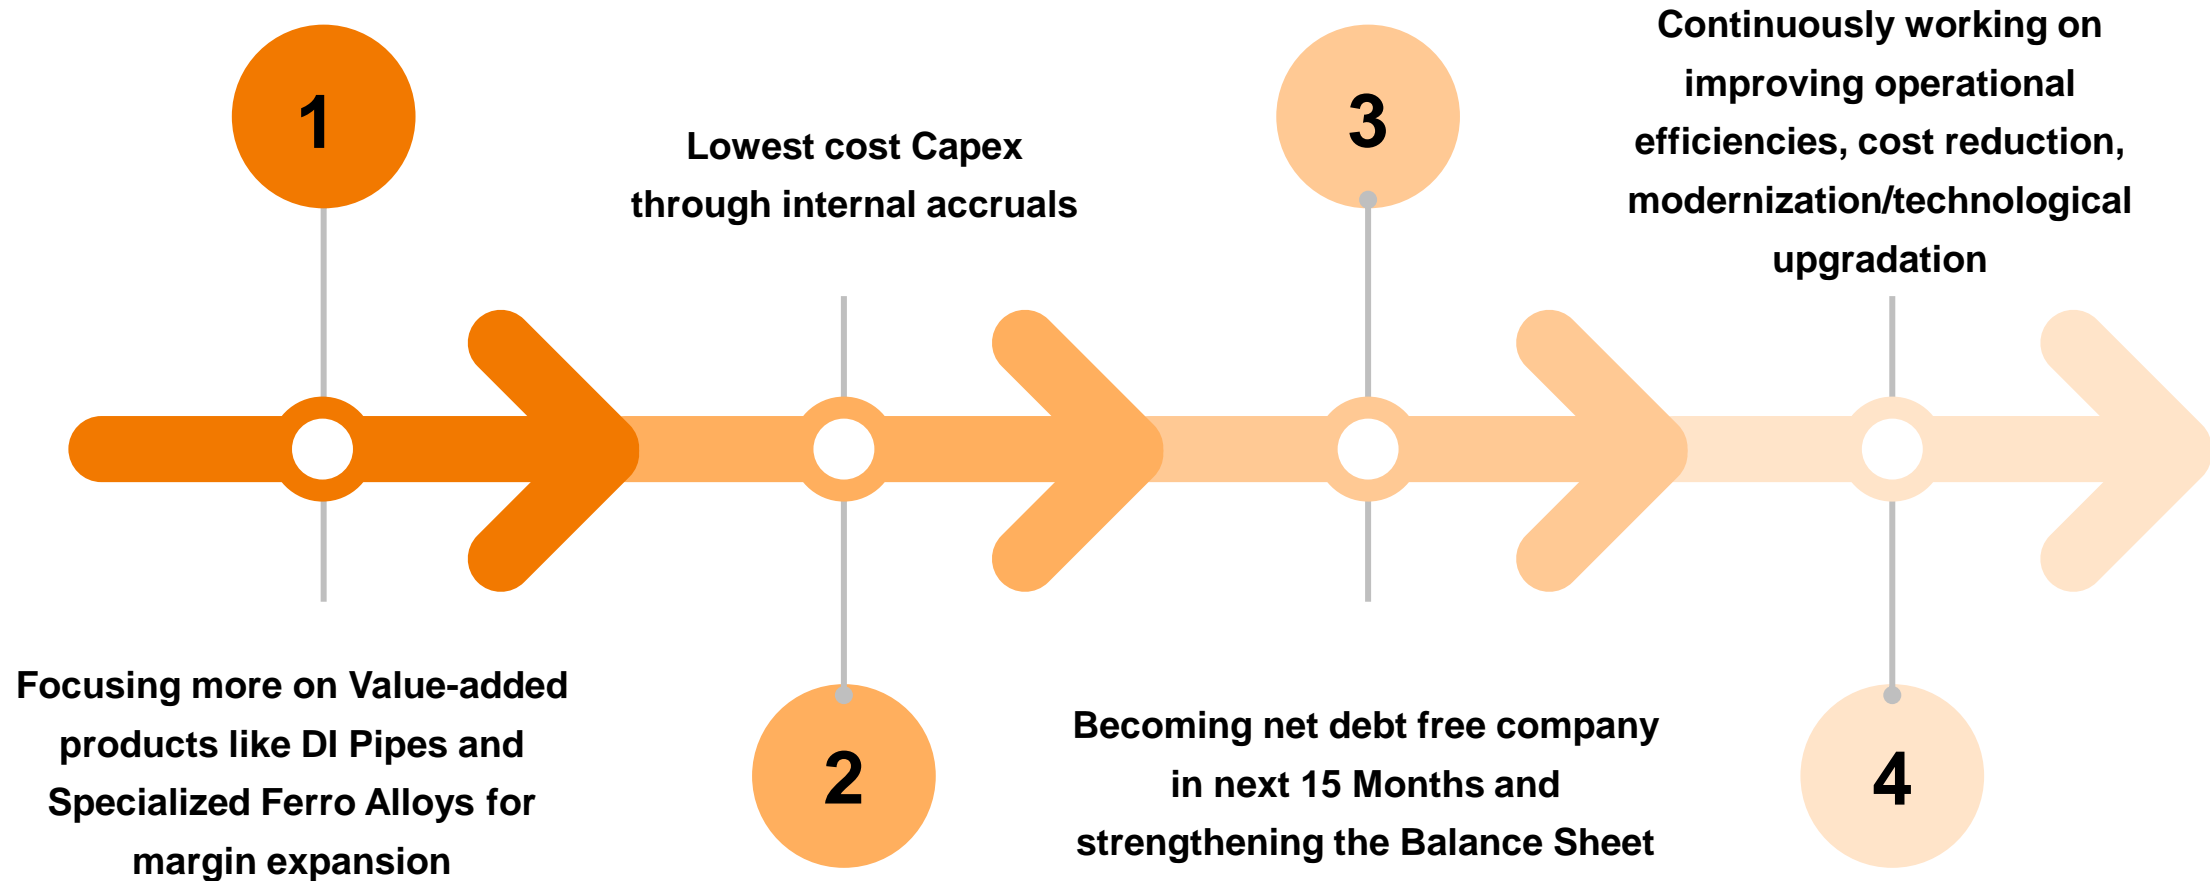 1
Focusing more on Value-added
products like DI Pipes and
Specialized Ferro Alloys for
margin expansion
Lowest cost Capex
through internal accruals
2
3
Becoming net debt free company
in next 15 Months and
strengthening the Balance Sheet
Continuously working on
improving operational
efficiencies, cost reduction,
modernization/technological
upgradation
4